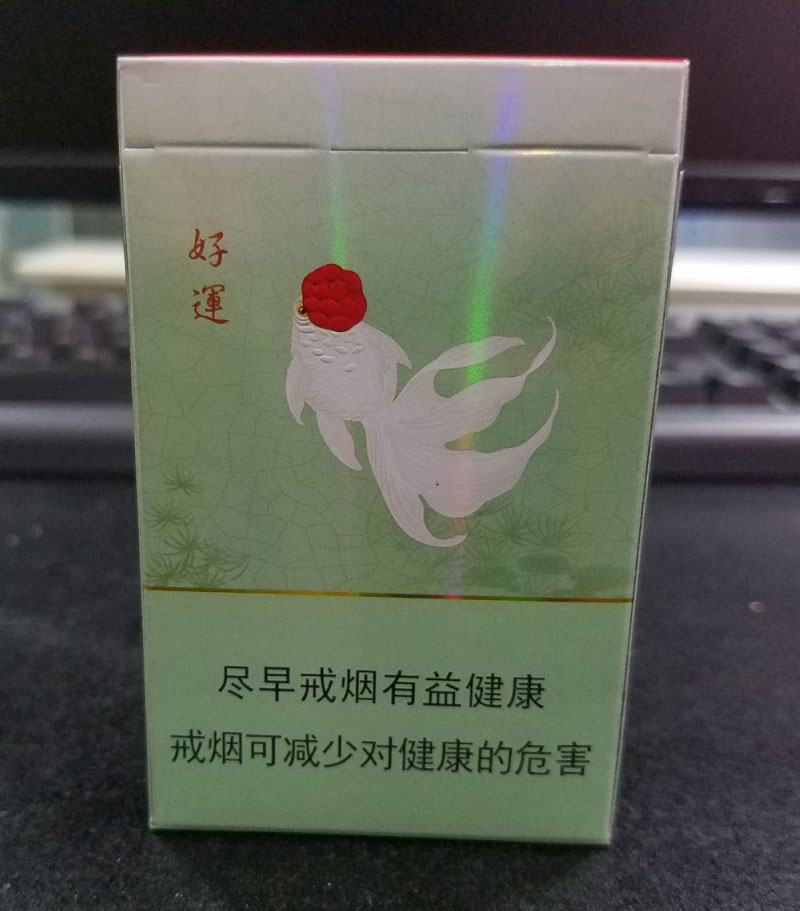 好
運
尽早戒烟有益健康
戒烟可减少对健康的危害